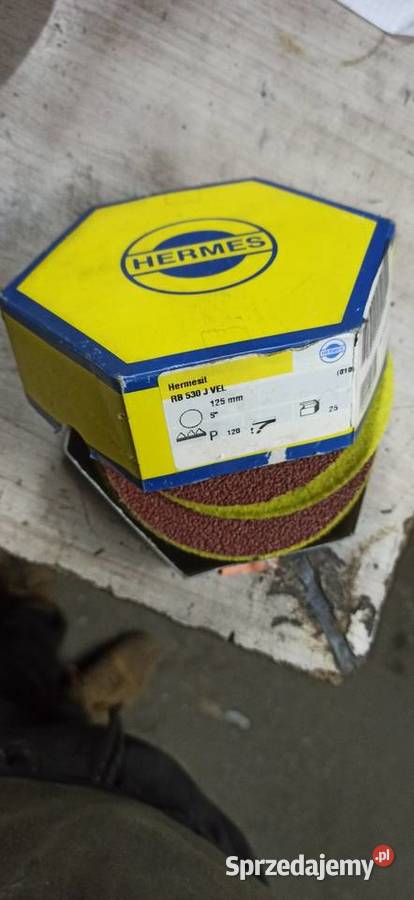 HERMES
Hermesit
RB 530 J VEL
125 mm
5"
P 120
25
Sprzedajemy.pl